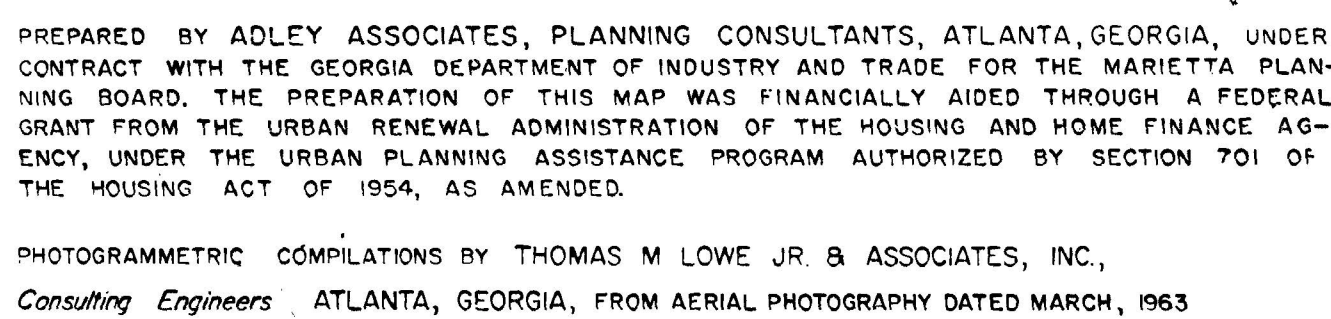 PREPARED BY ADLEY ASSOCIATES, PLANNING CONSULTANTS, ATLANTA, GEORGIA, UNDER
CONTRACT WITH THE GEORGIA DEPARTMENT OF INDUSTRY AND TRADE FOR THE MARIETTA PLAN-
NING BOARD. THE PREPARATION OF THIS MAP WAS FINANCIALLY AIDED THROUGH A FEDERAL
GRANT FROM THE URBAN RENEWAL ADMINISTRATION OF THE HOUSING AND HOME FINANCE AG-
ENCY, UNDER THE URBAN PLANNING ASSISTANCE PROGRAM AUTHORIZED BY SECTION 701 OF
THE HOUSING ACT OF 1954, AS AMENDED.
PHOTOGRAMMETRIC COMPILATIONS BY THOMAS M LOWE JR. & ASSOCIATES, INC.,
Consulting Engineers ATLANTA, GEORGIA, FROM AERIAL PHOTOGRAPHY DATED MARCH, 1963